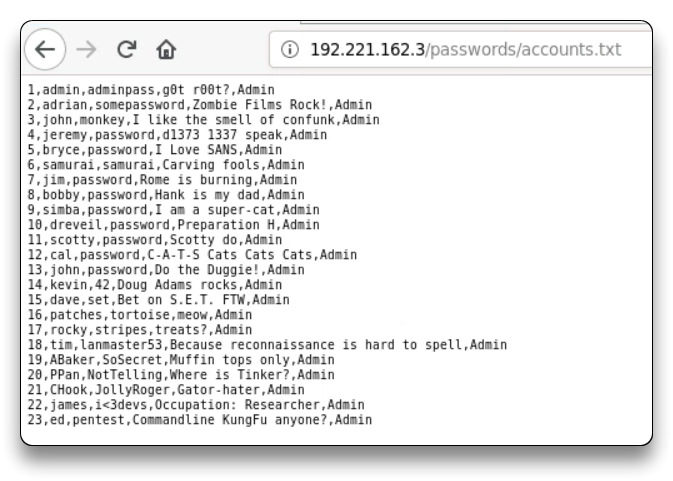 192.221.162.3/passwords/accounts.txt
1,admin,adminpass,g0t r00t?,Admin
2,adrian,somepassword,Zombie Films Rock!,Admin
3,john,monkey,I like the smell of confunk,Admin
4,jeremy,password,d1373 1337 speak,Admin
5,bryce,password,I Love SANS,Admin
6,samurai,samurai,Carving fools,Admin
7,jim,password,Rome is burning,Admin
8,bobby,password,Hank is my dad,Admin
9,simba,password,I am a super-cat,Admin
10,dreveil,password,Preparation H,Admin
11,scotty,password,Scotty do,Admin
12,cal,password,C-A-T-S Cats Cats Cats,Admin
13,john,password,Do the Duggie!,Admin
14,kevin,42,Doug Adams rocks,Admin
15,dave,set,Bet on S.E.T. FTW,Admin
16,patches,tortoise,meow,Admin
17,rocky,stripes,treats?,Admin
18,tim,lanmaster53,Because reconnaissance is hard to spell,Admin
19,ABaker,SoSecret,Muffin tops only,Admin
20,PPan,NotTelling,Where is Tinker?,Admin
21,CHook,JollyRoger,Gator-hater,Admin
22,james,i<3devs,Occupation: Researcher,Admin
23,ed,pentest,Commandline KungFu anyone?,Admin